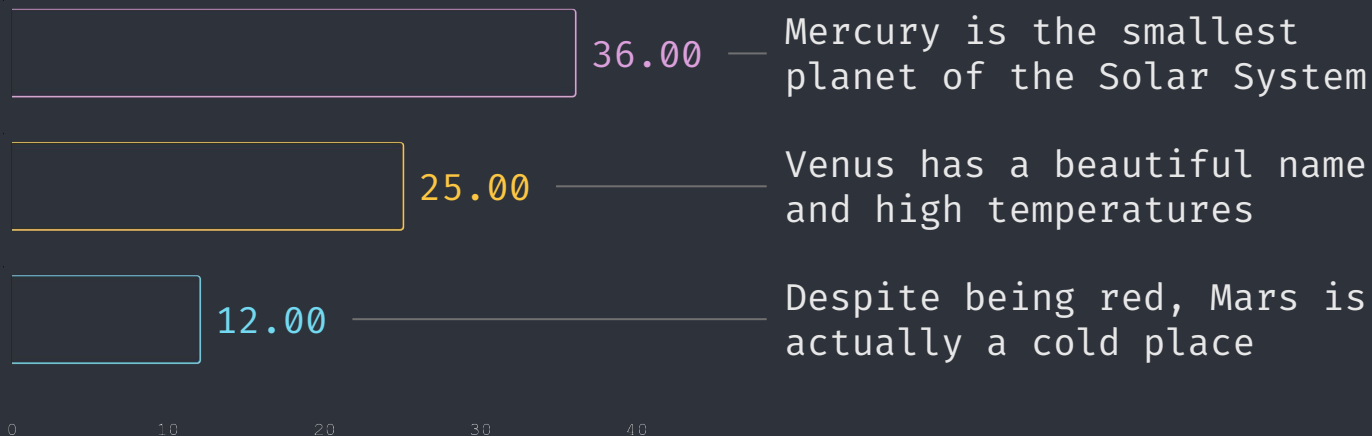 36.00
Mercury is the smallest
planet of the Solar System
25.00
Venus has a beautiful name
and high temperatures
12.00
Despite being red, Mars is
actually a cold place
0 10 20 30 40